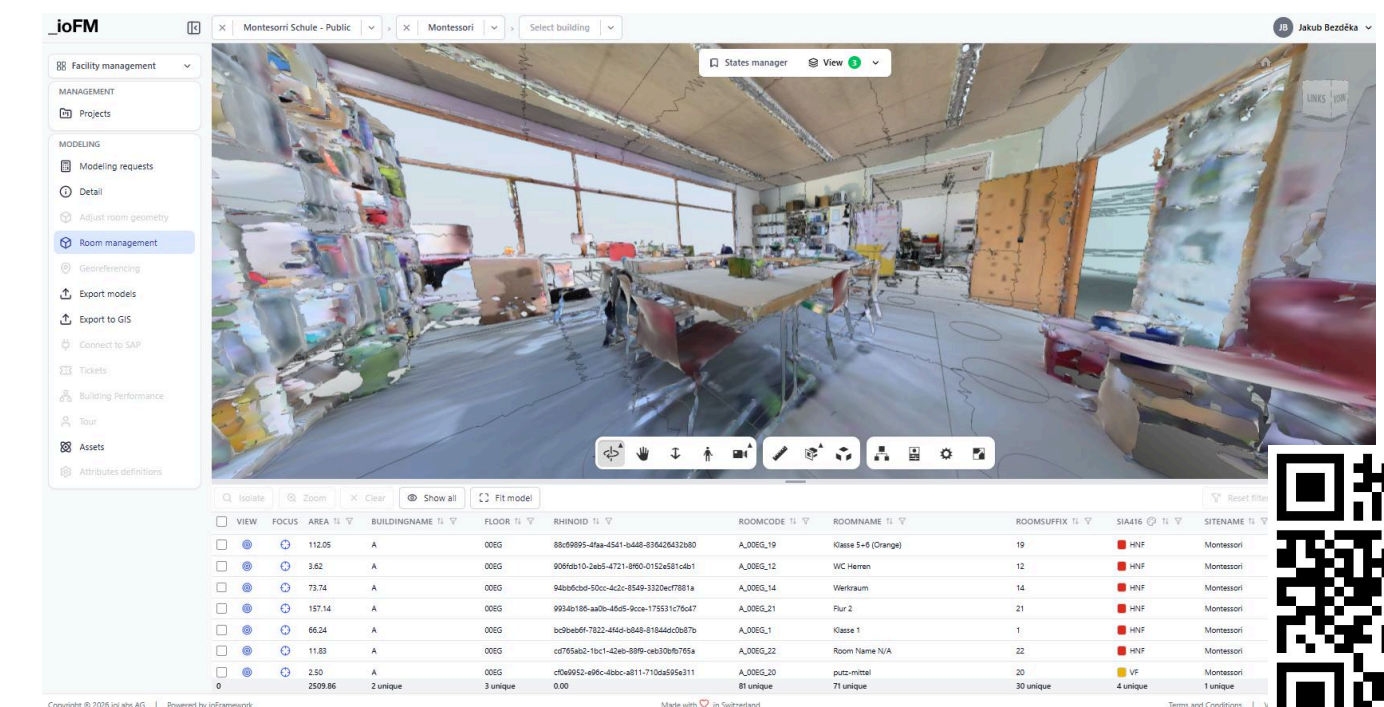 _ioFM
Montesorri Schule - Public
Montessori
Select building
JB Jakub Bezděka
Facility management
MANAGEMENT
Projects
MODELING
Modeling requests
Detail
Adjust room geometry
Room management
Georeferencing
Export models
Export to GIS
Connect to SAP
Tickets
Building Performance
Tour
Assets
Attributes definitions
States manager View 3
LINKS
Isolate Zoom Clear Show all Fit model Reset filte
VIEW FOCUS AREA BUILDINGNAME FLOOR RHINOID ROOMCODE ROOMNAME ROOMSUFFIX SIA416 SITENAME
112.05 A 00EG 88c69895-4faa-4541-b448-836426432b80 A_00EG_19 Klasse 5+6 (Orange) 19 HNF Montessori
3.62 A 00EG 906fdb10-2eb5-4721-8f60-0152e581c4b1 A_00EG_12 WC Herren 12 HNF Montessori
73.74 A 00EG 94bb6cbd-50cc-4c2c-8549-3320ecf7881a A_00EG_14 Werkraum 14 HNF Montessori
157.14 A 00EG 9934b186-aa0b-46d5-9cce-175531c76c47 A_00EG_21 Flur 2 21 HNF Montessori
66.24 A 00EG bc9beb6f-7822-4f4d-b848-81844dc0b87b A_00EG_1 Klasse 1 1 HNF Montessori
11.83 A 00EG cd765ab2-1bc1-42eb-88f9-ceb30bfb765a A_00EG_22 Room Name N/A 22 HNF Montessori
2.50 A 00EG cf0e9952-e96c-4bbc-a811-710da595e311 A_00EG_20 putz-mittel 20 VF Montessori
0 2509.86 2 unique 3 unique 0.00 81 unique 71 unique 30 unique 4 unique 1 unique
Copyright © 2026 ioLabs AG | Powered by ioFramework Made with in Switzerland Terms and Conditions |